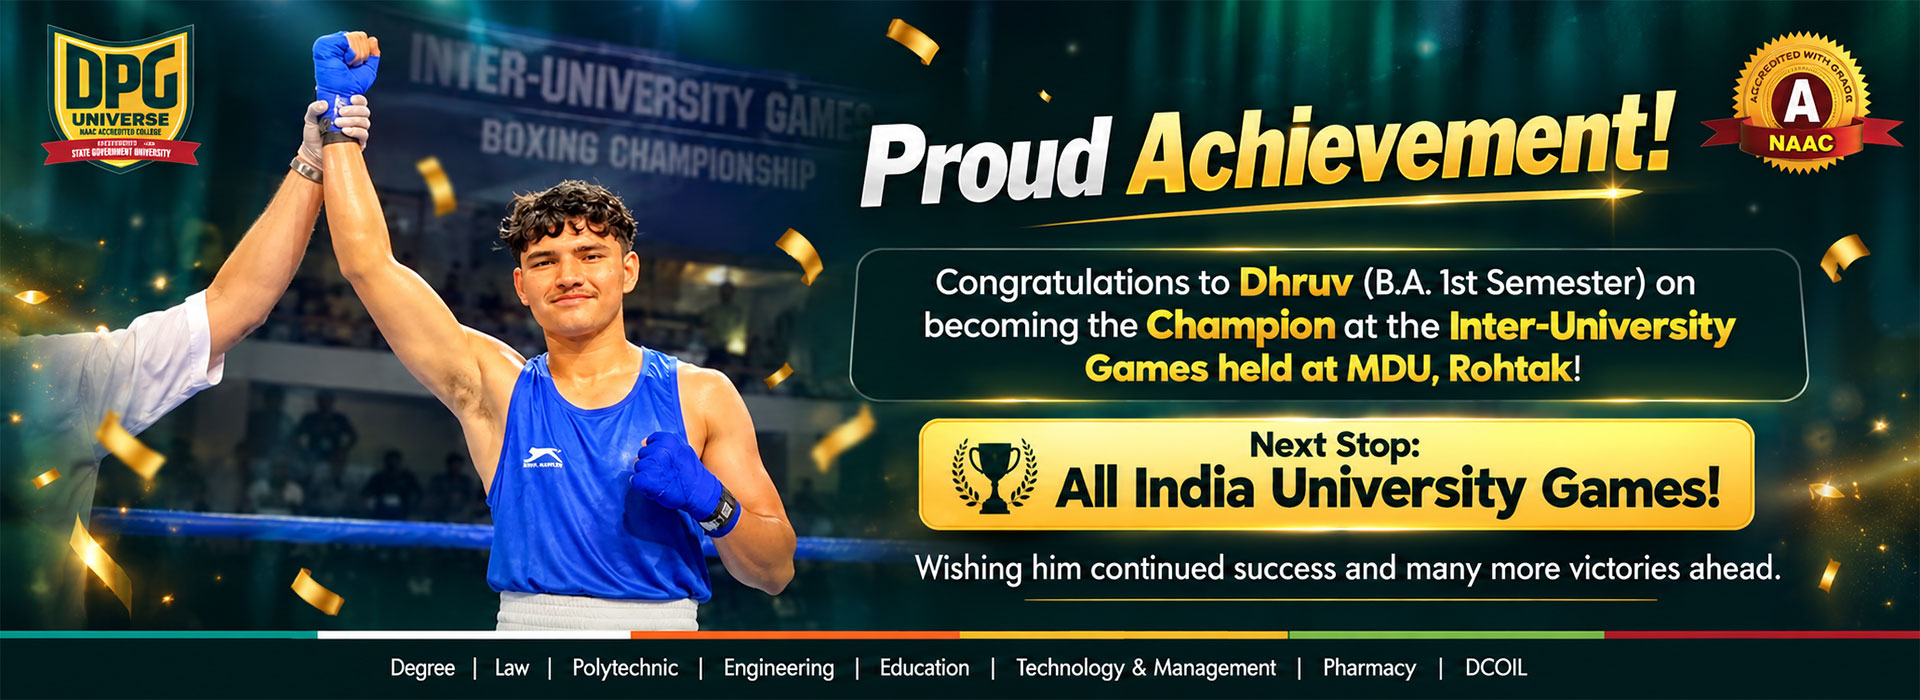 DPG
UNIVERSE
NAAC ACCREDITED COLLEGE
STATE GOVERNMENT UNIVERSITY
INTER-UNIVERSITY GAMES
BOXING CHAMPIONSHIP
Proud Achievement!
ACCREDITED WITH GRADE
A
NAAC
Congratulations to Dhruv (B.A. 1st Semester) on
becoming the Champion at the Inter-University
Games held at MDU, Rohtak!
Next Stop:
All India University Games!
Wishing him continued success and many more victories ahead.
Degree | Law | Polytechnic | Engineering | Education | Technology & Management | Pharmacy | DCOIL